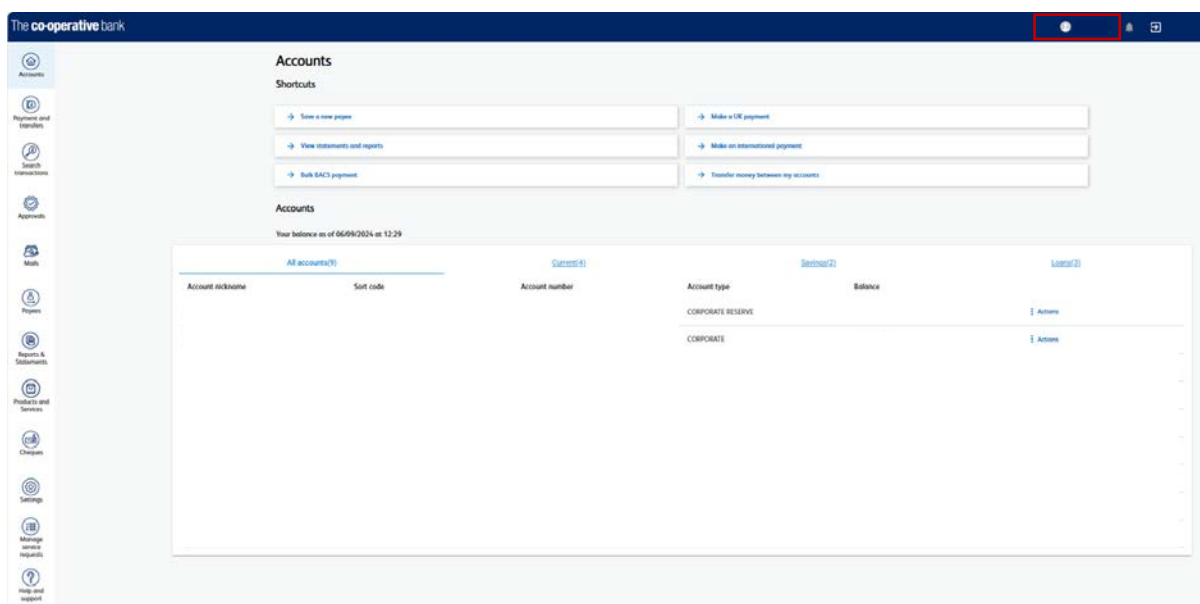 The co-operative bank
Accounts
Payment and
transfers
Search
transactions
Approvals
Mails
Payees
Reports &
Statements
Products and
Services
Cheques
Settings
Manage
service
requests
Help and
support
Accounts
Shortcuts
Save a new payee
Make a UK payment
View statements and reports
Make an international payment
Bulk BACS payment
Transfer money between my accounts
Accounts
Your balance as of 06/09/2024 at 12:29
All accounts(9) Current(4) Savings(2) Loans(3)
Account nickname Sort code Account number Account type Balance
CORPORATE RESERVE Actions
CORPORATE Actions